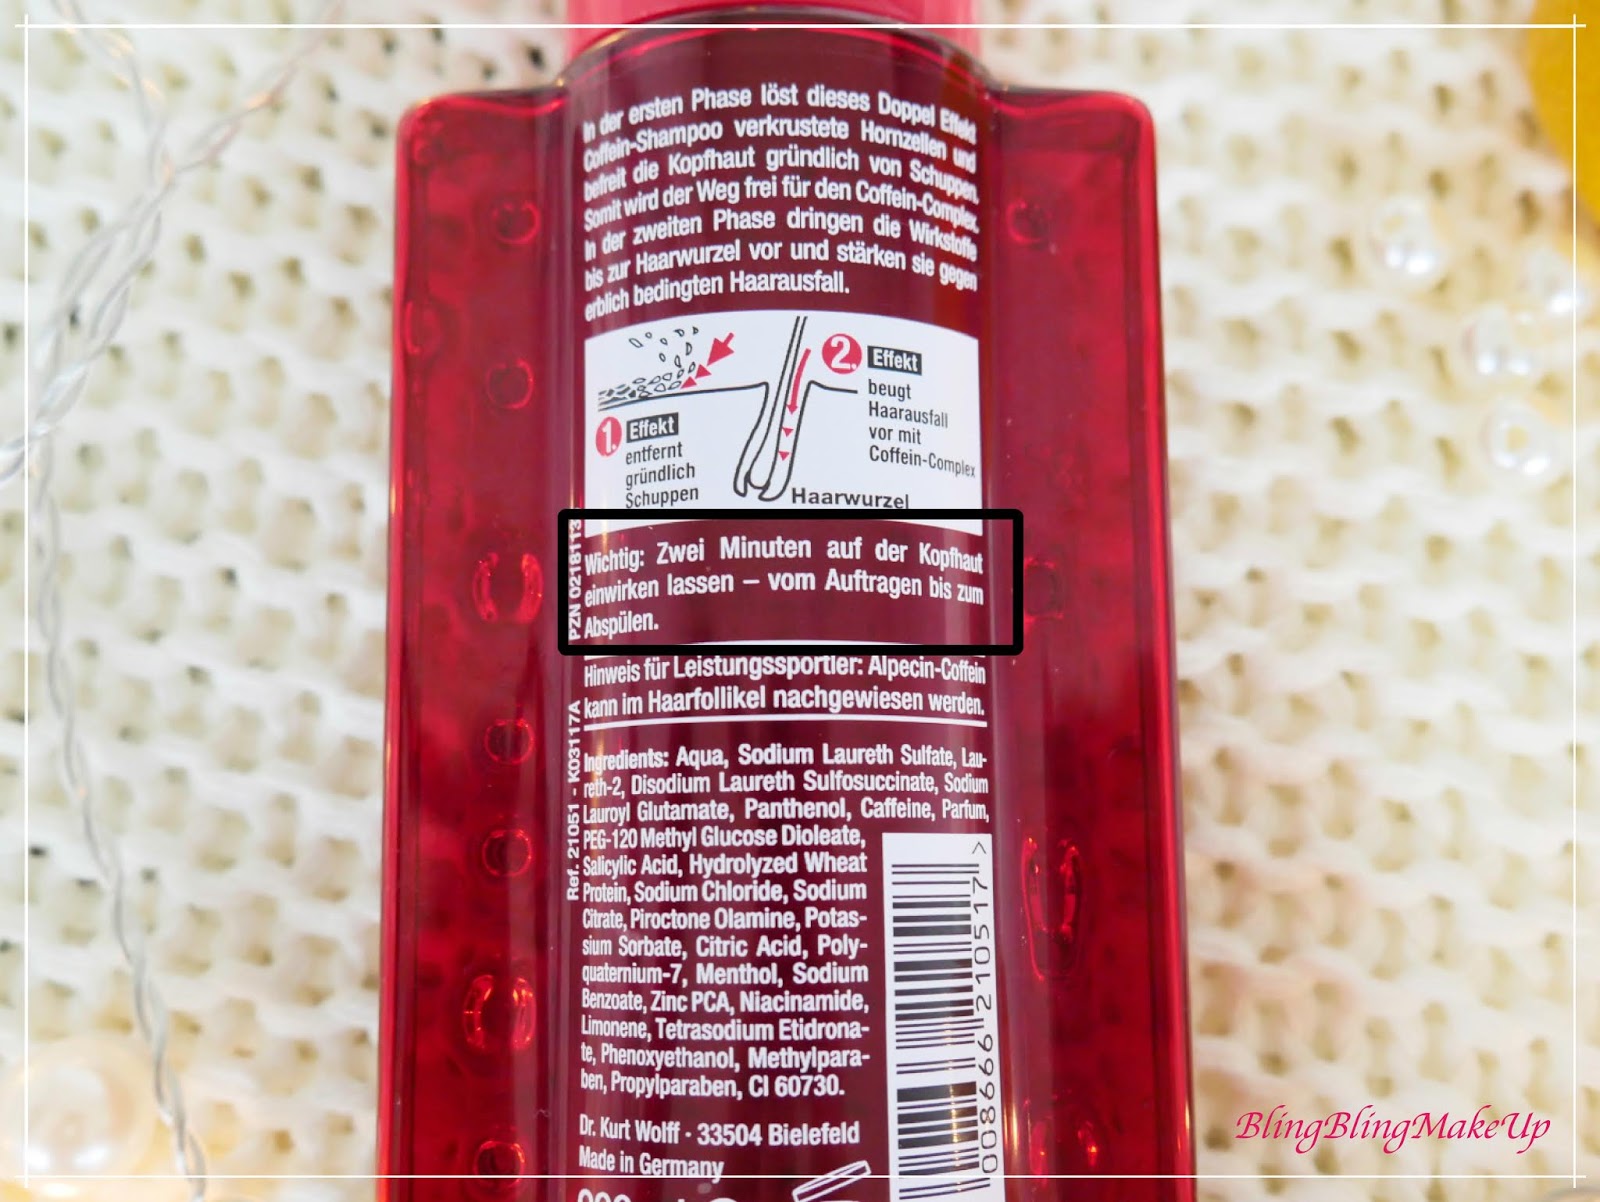 In der ersten Phase löst dieses Doppel Effekt
Coffein-Shampoo verkrustete Hornzellen und
befreit die Kopfhaut gründlich von Schuppen.
Somit wird der Weg frei für den Coffein-Complex.
In der zweiten Phase dringen die Wirkstoffe
bis zur Haarwurzel vor und stärken sie gegen
erblich bedingten Haarausfall.
1. Effekt
entfernt
gründlich
Schuppen
2. Effekt
beugt
Haarausfall
vor mit
Coffein-Complex
Haarwurzel
PZN 0218113
Wichtig: Zwei Minuten auf der Kopfhaut
einwirken lassen – vom Auftragen bis zum
Abspülen.
Hinweis für Leistungssportler: Alpecin-Coffein
kann im Haarfollikel nachgewiesen werden.
Ref. 21051 - K03117A
Ingredients: Aqua, Sodium Laureth Sulfate, Lau-
reth-2, Disodium Laureth Sulfosuccinate, Sodium
Lauroyl Glutamate, Panthenol, Caffeine, Parfum,
PEG-120 Methyl Glucose Dioleate,
Salicylic Acid, Hydrolyzed Wheat
Protein, Sodium Chloride, Sodium
Citrate, Piroctone Olamine, Potas-
sium Sorbate, Citric Acid, Poly-
quaternium-7, Menthol, Sodium
Benzoate, Zinc PCA, Niacinamide,
Limonene, Tetrasodium Etidrona-
te, Phenoxyethanol, Methylpara-
ben, Propylparaben, CI 60730.
008666 210517 >
Dr. Kurt Wolff · 33504 Bielefeld
Made in Germany
BlingBlingMakeUp